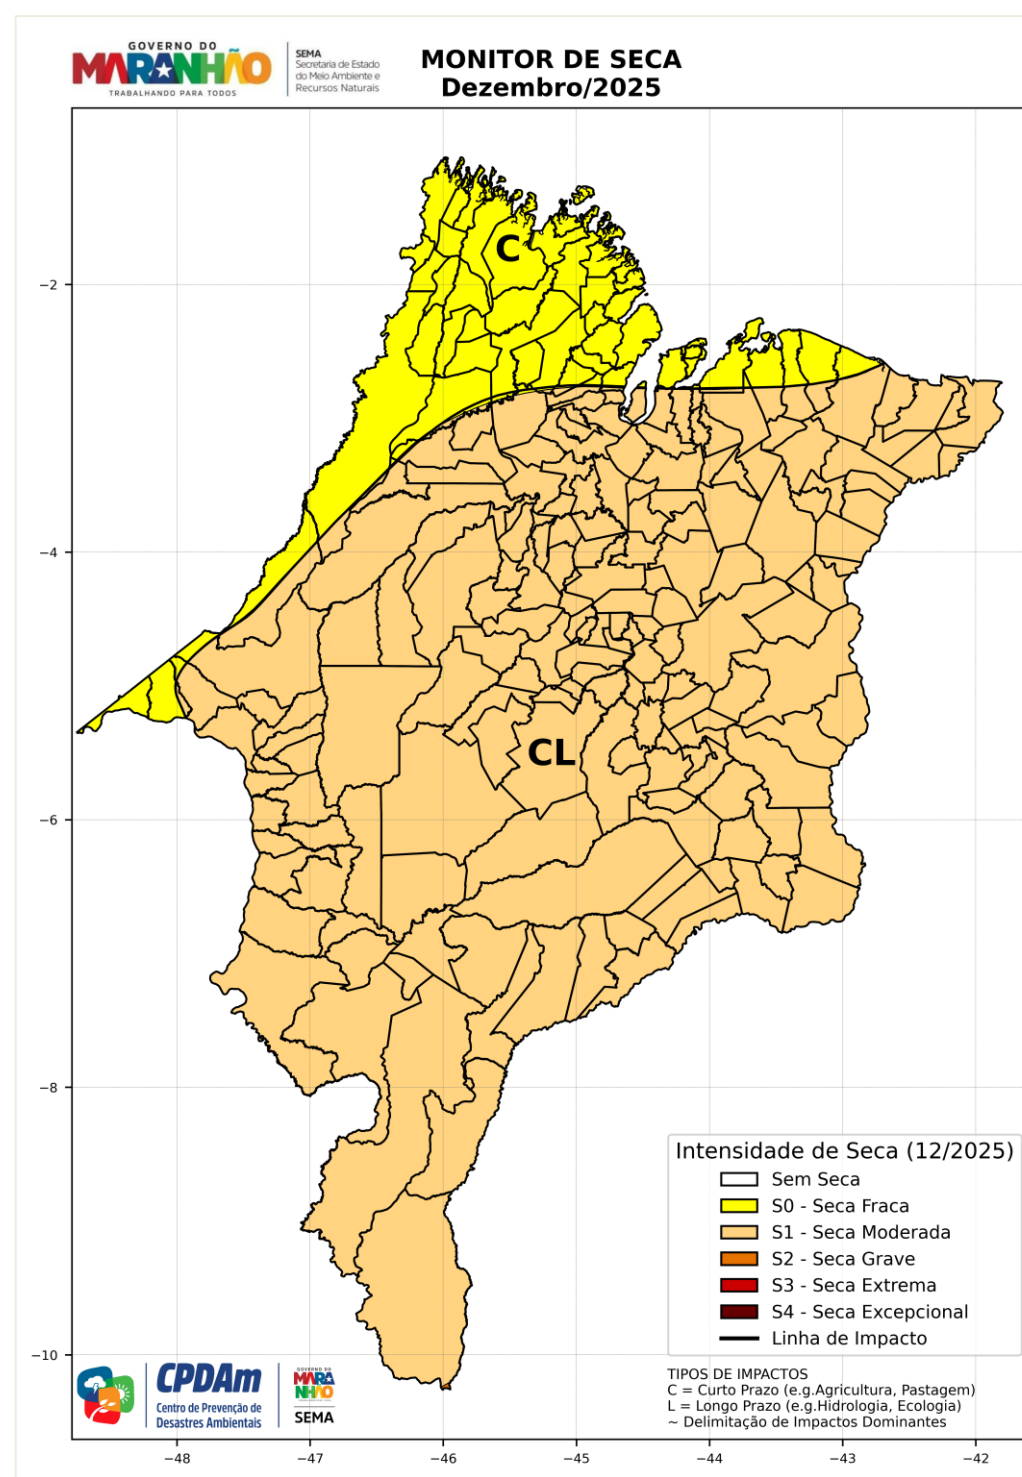 GOVERNO DO
MARANHÃO
TRABALHANDO PARA TODOS
SEMA
Secretaria de Estado
do Meio Ambiente e
Recursos Naturais
MONITOR DE SECA
Dezembro/2025
C
CL
−2
−4
−6
−8
−10
−48
−47
−46
−45
−44
−43
−42
Intensidade de Seca (12/2025)
Sem Seca
S0 - Seca Fraca
S1 - Seca Moderada
S2 - Seca Grave
S3 - Seca Extrema
S4 - Seca Excepcional
Linha de Impacto
TIPOS DE IMPACTOS
C = Curto Prazo (e.g.Agricultura, Pastagem)
L = Longo Prazo (e.g.Hidrologia, Ecologia)
~ Delimitação de Impactos Dominantes
CPDAm
Centro de Prevenção de
Desastres Ambientais
GOVERNO DO
MARANHÃO
SEMA